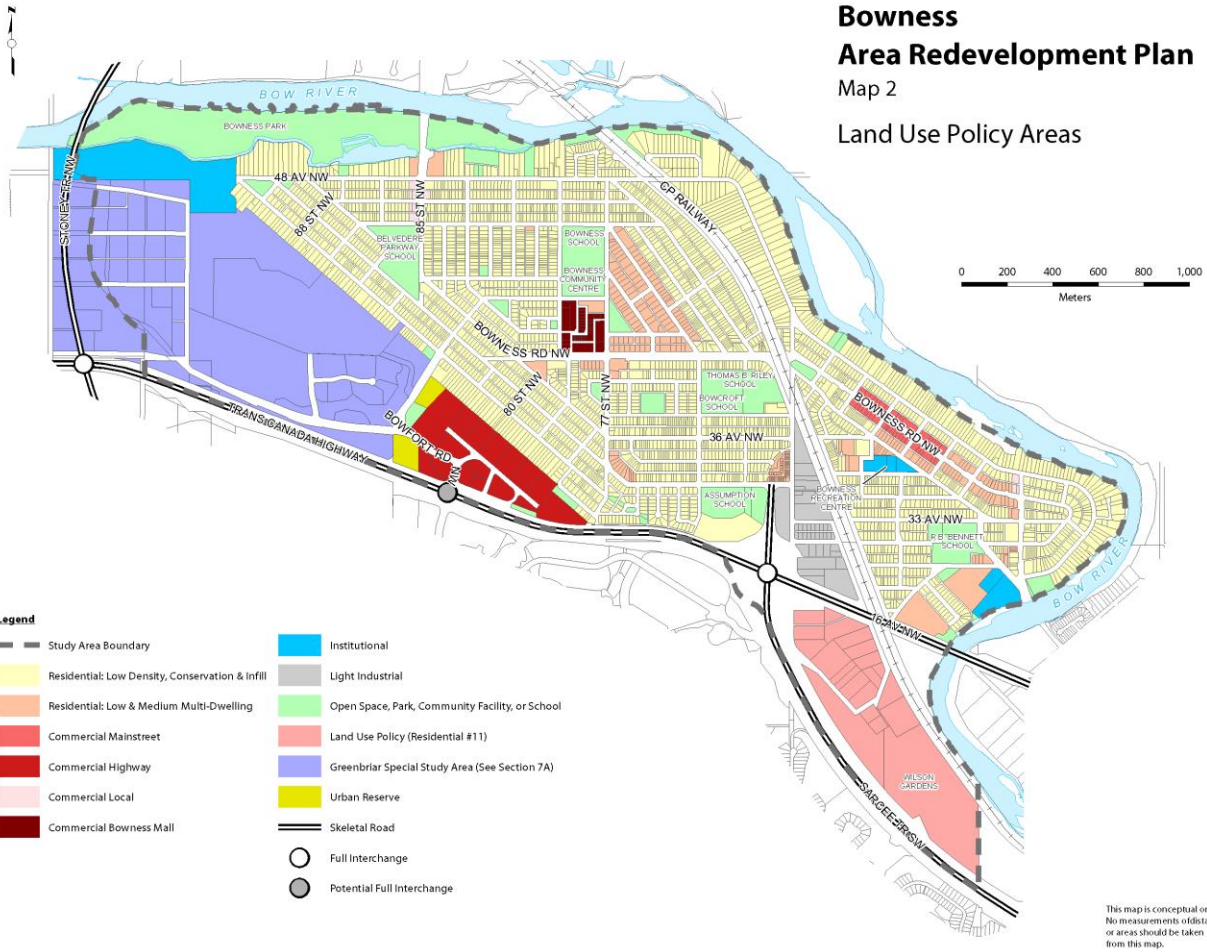 Bowness
Area Redevelopment Plan
Map 2
Land Use Policy Areas
N
BOW RIVER
BOWNESS PARK
STONEY TR NW
48 AV NW
88 ST NW
85 ST NW
CP RAILWAY
BELVEDERE
PARKWAY
SCHOOL
BOWNESS
SCHOOL
BOWNESS
COMMUNITY
CENTRE
0 200 400 600 800 1,000
Meters
BOWNESS RD NW
80 ST NW
77 ST NW
THOMAS B. RILEY
SCHOOL
BOWCROFT
SCHOOL
BOWNESS RD NW
36 AV NW
TRANS CANADA HIGHWAY
BOWFORT RD
NW
ASSUMPTION
SCHOOL
BOWNESS
RECREATION
CENTRE
33 AV NW
R.B. BENNETT
SCHOOL
BOW RIVER
16 AV NW
WILSON
GARDENS
SARCEE TR SW
Legend
Study Area Boundary
Residential: Low Density, Conservation & Infill
Residential: Low & Medium Multi-Dwelling
Commercial Mainstreet
Commercial Highway
Commercial Local
Commercial Bowness Mall
Institutional
Light Industrial
Open Space, Park, Community Facility, or School
Land Use Policy (Residential #11)
Greenbriar Special Study Area (See Section 7A)
Urban Reserve
Skeletal Road
Full Interchange
Potential Full Interchange
This map is conceptual on
No measurements of dista
or areas should be taken
from this map.